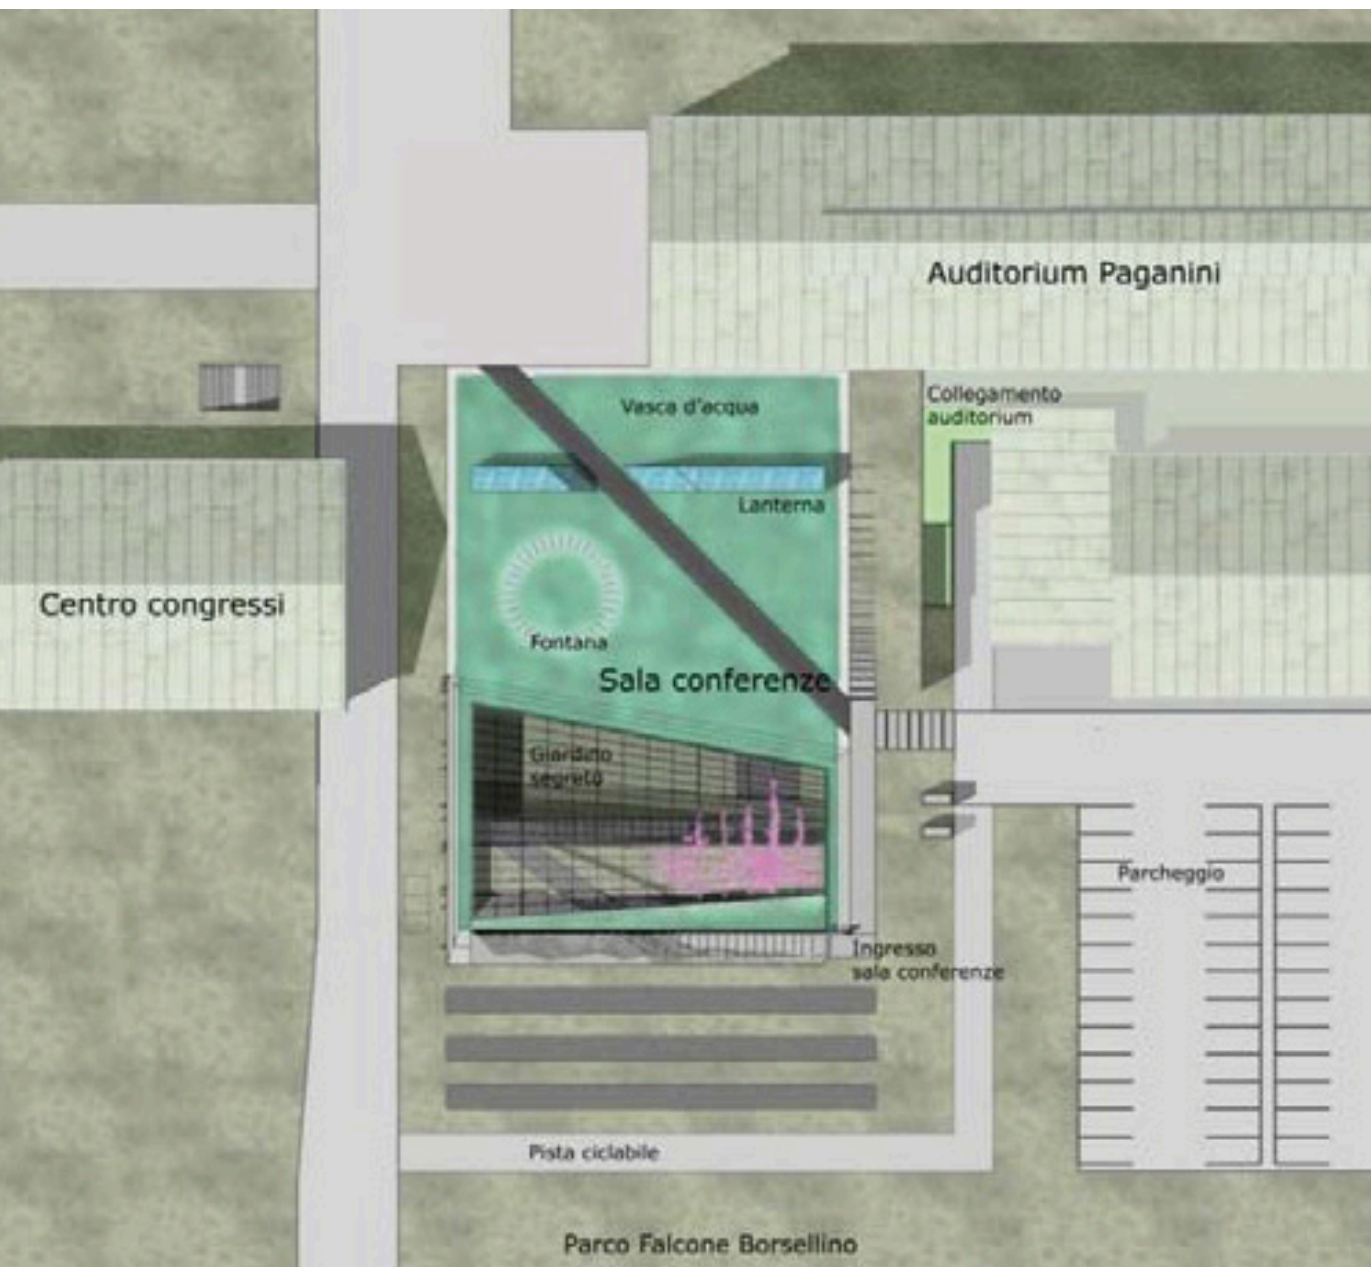 Auditorium Paganini
Collegamento
auditorium
Vasca d'acqua
Lanterna
Centro congressi
Fontana
Sala conferenze
Giardino
segreto
Parcheggio
Ingresso
sala conferenze
Pista ciclabile
Parco Falcone Borsellino